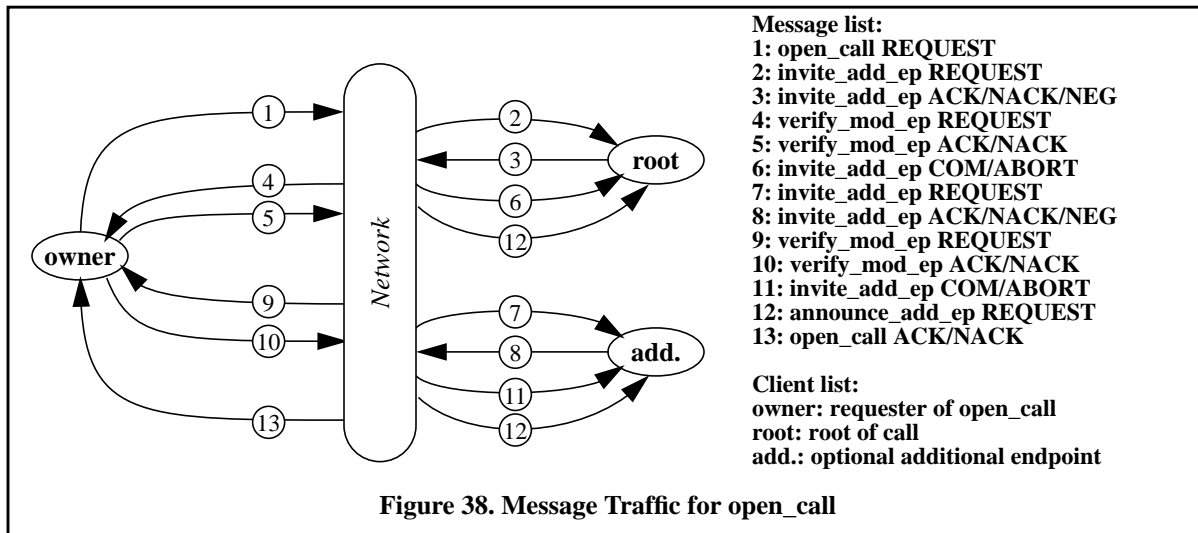 Message list:
1: open_call REQUEST
2: invite_add_ep REQUEST
3: invite_add_ep ACK/NACK/NEG
4: verify_mod_ep REQUEST
5: verify_mod_ep ACK/NACK
6: invite_add_ep COM/ABORT
7: invite_add_ep REQUEST
8: invite_add_ep ACK/NACK/NEG
9: verify_mod_ep REQUEST
10: verify_mod_ep ACK/NACK
11: invite_add_ep COM/ABORT
12: announce_add_ep REQUEST
13: open_call ACK/NACK
Client list:
owner: requester of open_call
root: root of call
add.: optional additional endpoint
1
4
5
owner
9
10
13
Network
2
3
root
6
12
7
8
add.
11
12
Figure 38. Message Traffic for open_call